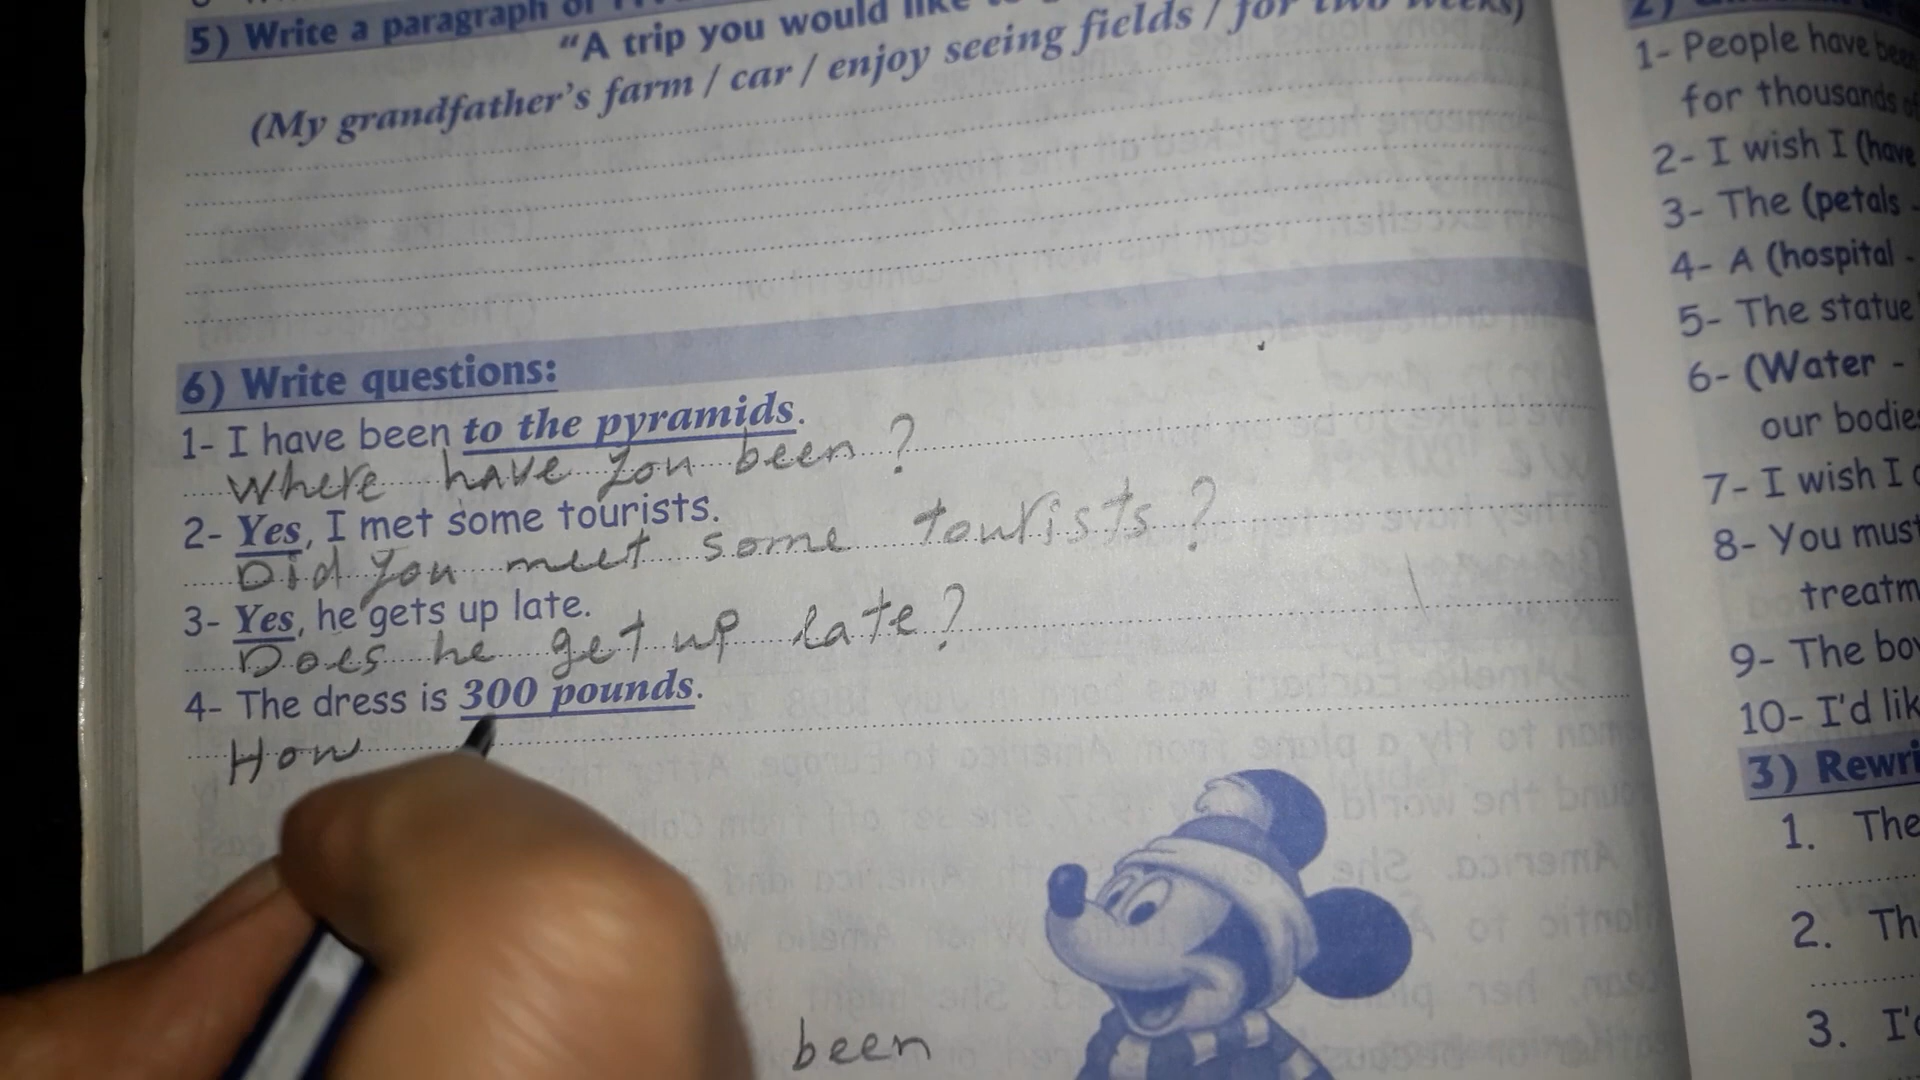 5) Write a paragraph of
"A trip you would like
(My grandfather's farm / car / enjoy seeing fields / for two weeks)
6) Write questions:
1- I have been to the pyramids.
Where have you been ?
2- Yes, I met some tourists.
Did you meet some tourists ?
3- Yes, he gets up late.
Does he get up late ?
4- The dress is 300 pounds.
How
been
1- People have been
for thousands of
2- I wish I (have
3- The (petals -
4- A (hospital -
5- The statue
6- (Water -
our bodies
7- I wish I
8- You must
treatm
9- The boy
10- I'd lik
3) Rewri
1. The
2. Th
3. I'd